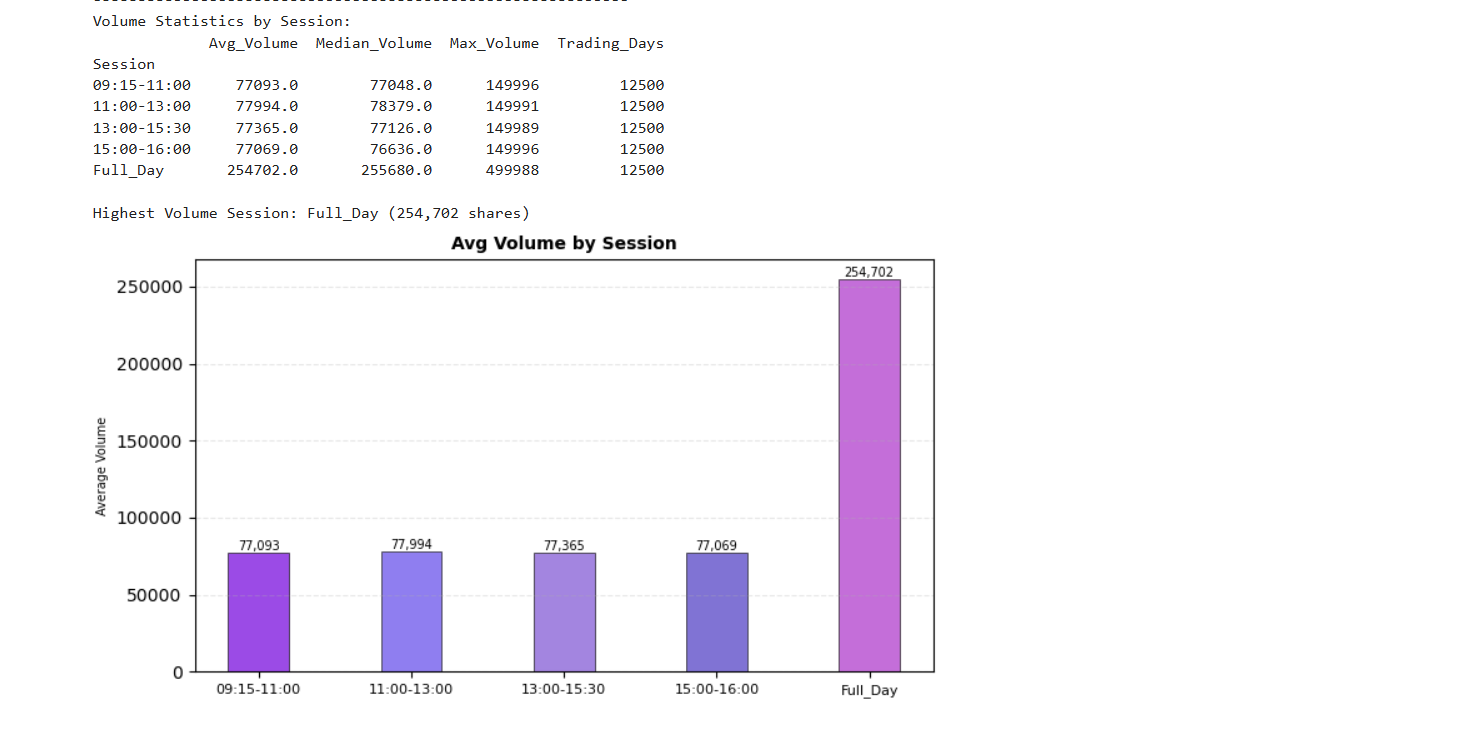 Volume Statistics by Session:
Avg_Volume Median_Volume Max_Volume Trading_Days
Session
09:15-11:00 77093.0 77048.0 149996 12500
11:00-13:00 77994.0 78379.0 149991 12500
13:00-15:30 77365.0 77126.0 149989 12500
15:00-16:00 77069.0 76636.0 149996 12500
Full_Day 254702.0 255680.0 499988 12500
Highest Volume Session: Full_Day (254,702 shares)
Avg Volume by Session
254,702
250000
200000
150000
Average Volume
100000
77,093 77,994 77,365 77,069
50000
0
09:15-11:00 11:00-13:00 13:00-15:30 15:00-16:00 Full_Day